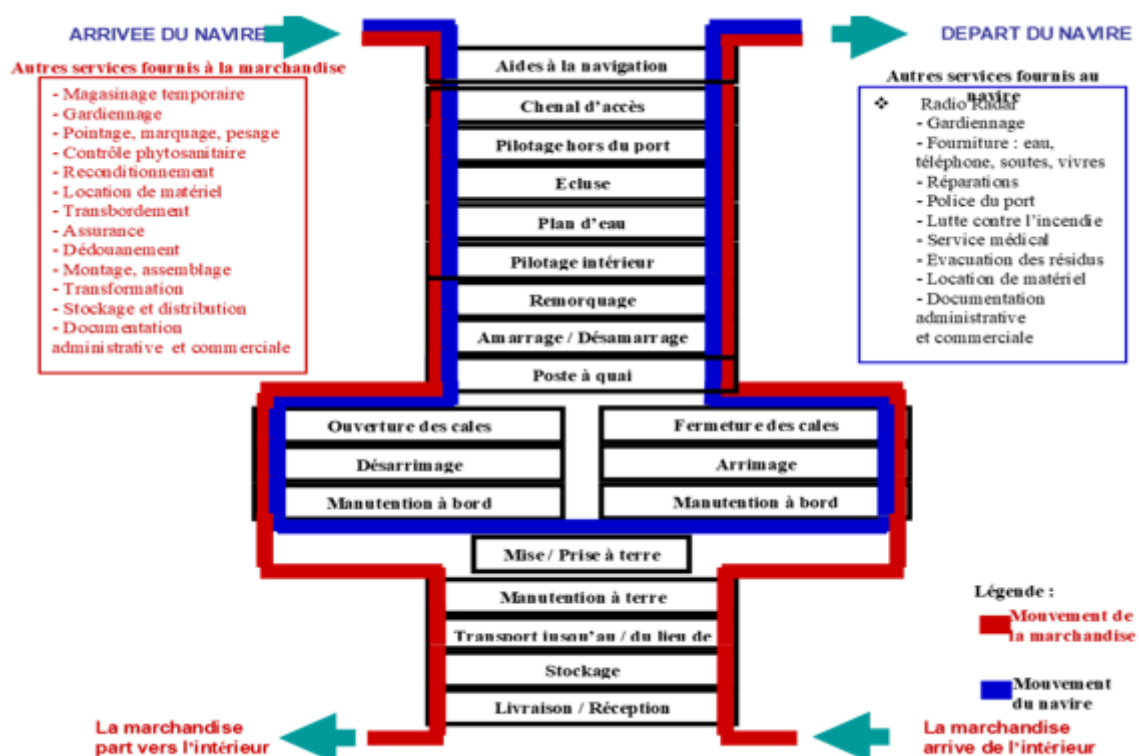 ARRIVEE DU NAVIRE
DEPART DU NAVIRE
Autres services fournis à la marchandise
- Magasinage temporaire
- Gardiennage
- Pointage, marquage, pesage
- Contrôle phytosanitaire
- Reconditionnement
- Location de matériel
- Transbordement
- Assurance
- Dédouanement
- Montage, assemblage
- Transformation
- Stockage et distribution
- Documentation
administrative et commerciale
Aides à la navigation
Chenal d'accès
Pilotage hors du port
Ecluse
Plan d'eau
Pilotage intérieur
Remorquage
Amarrage / Désamarrage
Poste à quai
Autres services fournis au
navire
❖ Radio Radar
- Gardiennage
- Fourniture : eau,
téléphone, soutes, vivres
- Réparations
- Police du port
- Lutte contre l'incendie
- Service médical
- Evacuation des résidus
- Location de matériel
- Documentation
administrative
et commerciale
Ouverture des cales
Désarrimage
Manutention à bord
Fermeture des cales
Arrimage
Manutention à bord
Mise / Prise à terre
Manutention à terre
Transport jusqu'au / du lieu de
Stockage
Livraison / Réception
Légende :
Mouvement de
la marchandise
Mouvement
du navire
La marchandise
part vers l'intérieur
La marchandise
arrive de l'intérieur